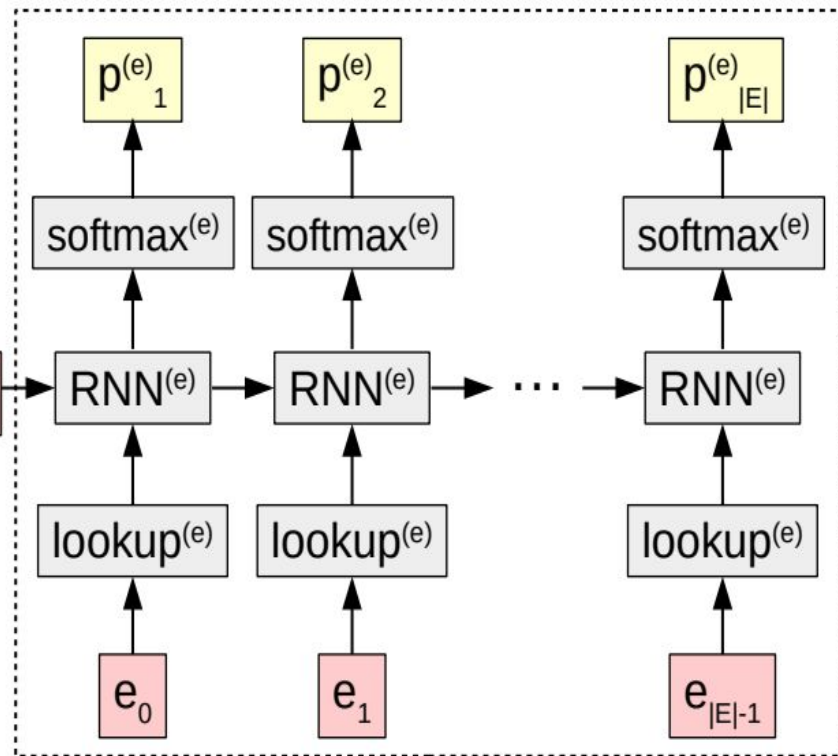 p(e)1 p(e)2 p(e)|E|
softmax(e) softmax(e) softmax(e)
RNN(e) RNN(e) ... RNN(e)
lookup(e) lookup(e) lookup(e)
e0 e1 e|E|-1